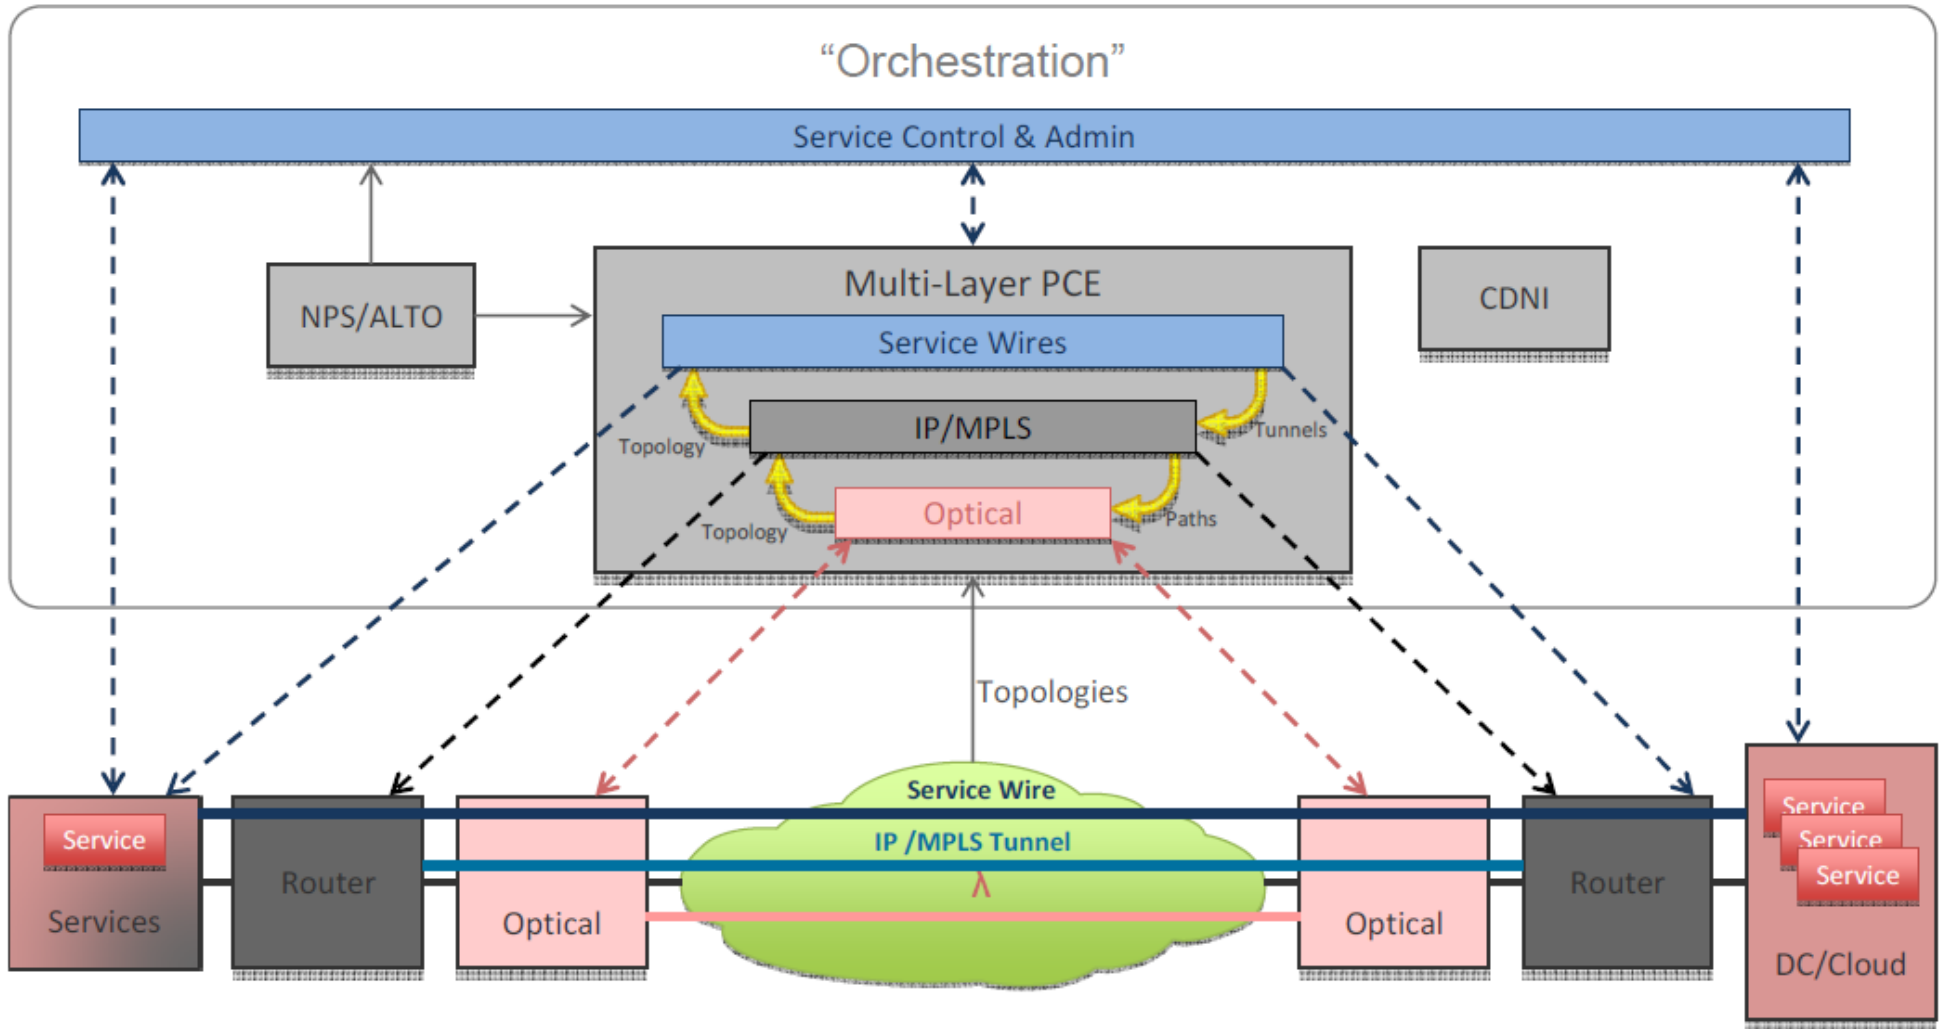 “Orchestration”
Service Control & Admin
Multi-Layer PCE
NPS/ALTO
CDNI
Service Wires
IP/MPLS
Topology
Tunnels
Optical
Topology
Paths
Topologies
Service Wire
IP /MPLS Tunnel
λ
Service
Services
Router
Optical
Optical
Router
Service
Service
Service
DC/Cloud